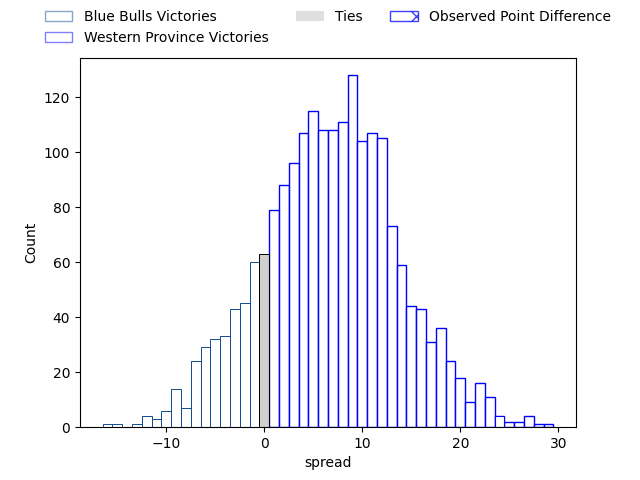 Blue Bulls Victories
Western Province Victories
Ties
Observed Point Difference
120
100
80
60
40
20
0
Count
−10
0
10
20
30
spread